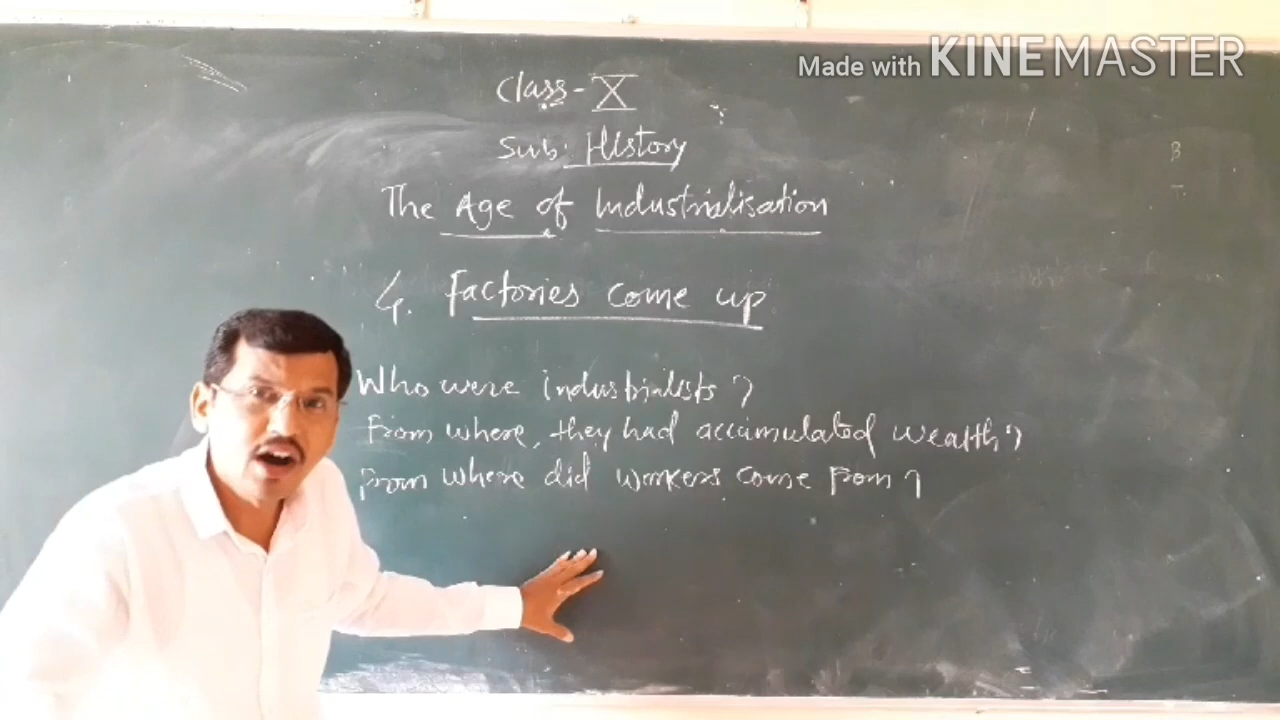 Made with KINEMASTER
Class - X
Sub: History
The Age of Industrialisation
4. Factories Come up
Who were industrialists?
From where, they had accumulated wealth?
From where did workers come from?